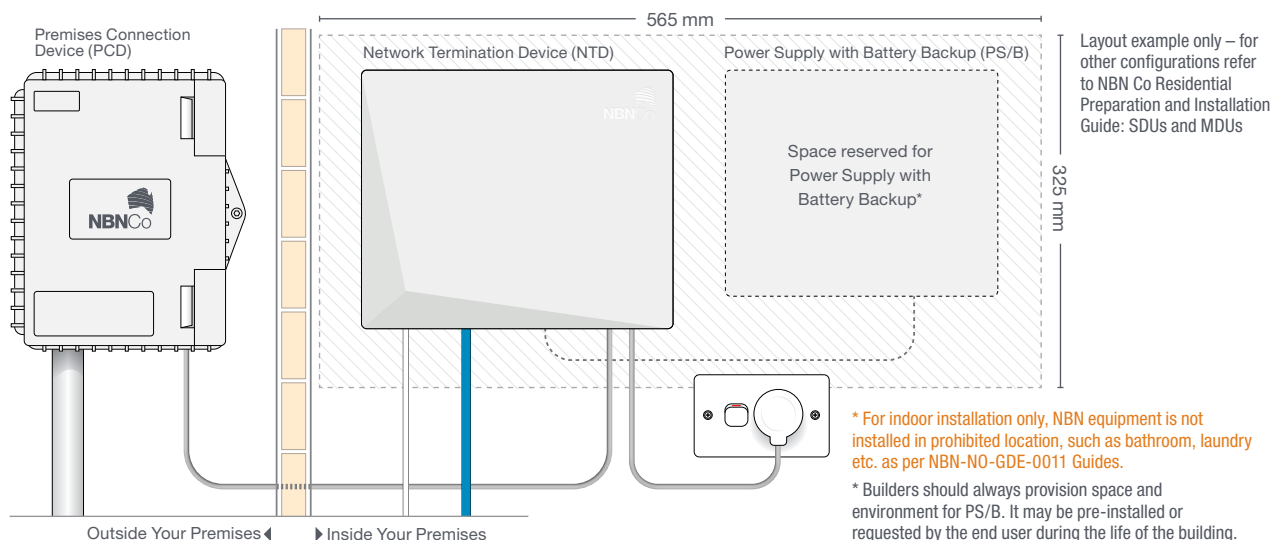 565 mm
Premises Connection
Device (PCD)
Network Termination Device (NTD)
Power Supply with Battery Backup (PS/B)
Layout example only – for
other configurations refer
to NBN Co Residential
Preparation and Installation
Guide: SDUs and MDUs
NBNCo
Space reserved for
Power Supply with
Battery Backup*
325 mm
NBNCo
* For indoor installation only, NBN equipment is not
installed in prohibited location, such as bathroom, laundry
etc. as per NBN-NO-GDE-0011 Guides.
* Builders should always provision space and
environment for PS/B. It may be pre-installed or
requested by the end user during the life of the building.
Outside Your Premises
Inside Your Premises